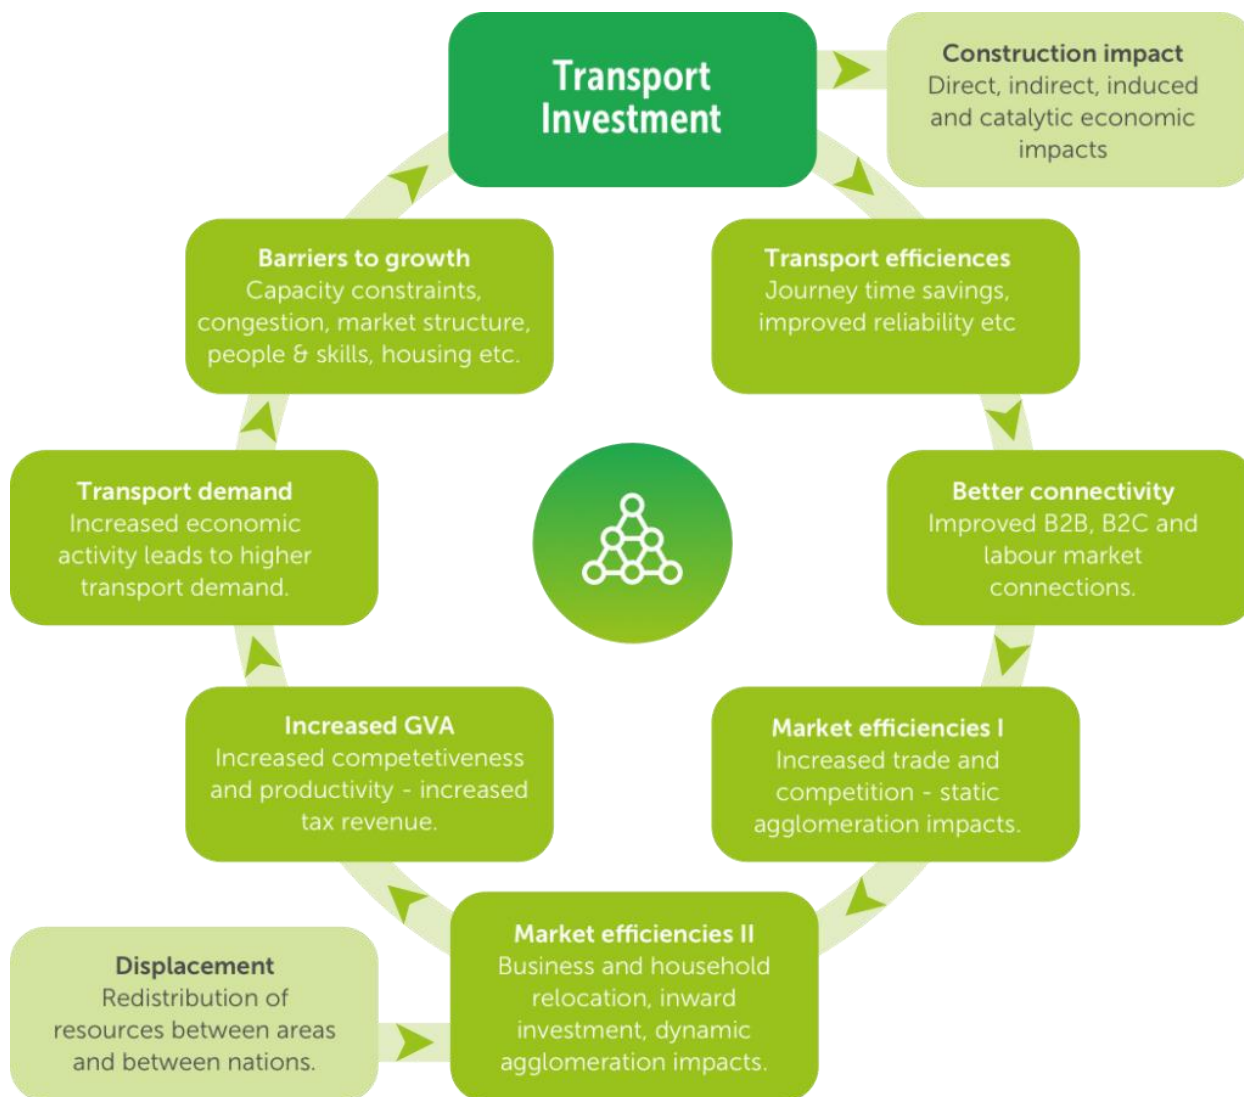 Transport
Investment
Construction impact
Direct, indirect, induced
and catalytic economic
impacts
Transport efficiences
Journey time savings,
improved reliability etc
Better connectivity
Improved B2B, B2C and
labour market
connections.
Market efficiencies I
Increased trade and
competition - static
agglomeration impacts.
Market efficiencies II
Business and household
relocation, inward
investment, dynamic
agglomeration impacts.
Displacement
Redistribution of
resources between areas
and between nations.
Increased GVA
Increased competetiveness
and productivity - increased
tax revenue.
Transport demand
Increased economic
activity leads to higher
transport demand.
Barriers to growth
Capacity constraints,
congestion, market structure,
people & skills, housing etc.